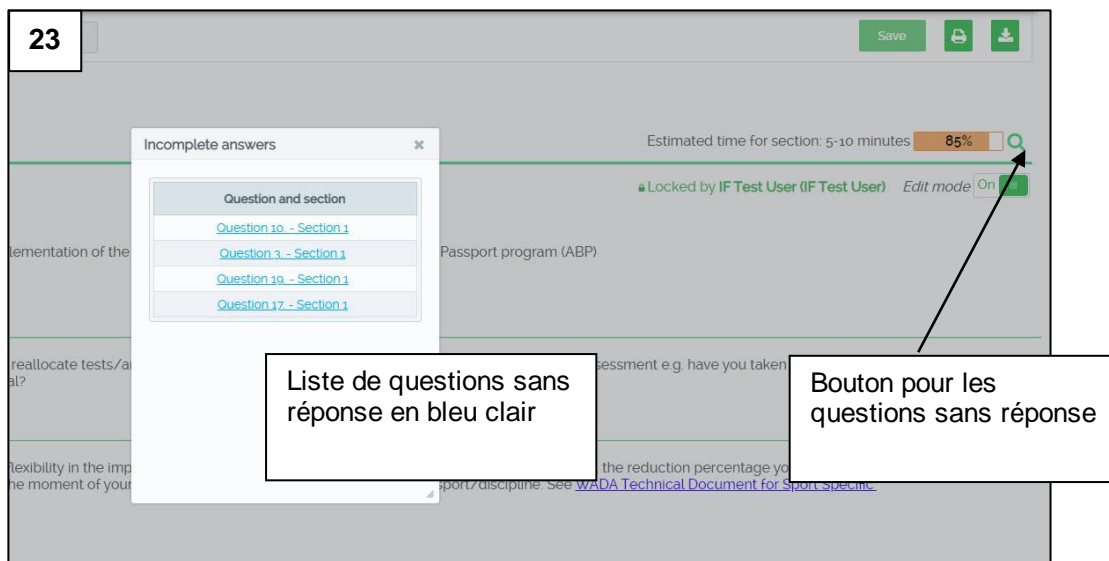 23
Save
Incomplete answers
Estimated time for section: 5-10 minutes 85%
Question and section
Locked by IF Test User (IF Test User) Edit mode On
Question 10. - Section 1
Question 3. - Section 1
lementation of the Passport program (ABP)
Question 19. - Section 1
Question 17. - Section 1
reallocate tests/ sessment e.g. have you taken
al?
Liste de questions sans
réponse en bleu clair
Bouton pour les
questions sans réponse
flexibility in the imp the reduction percentage yo
he moment of your sport/discipline. See WADA Technical Document for Sport Specific